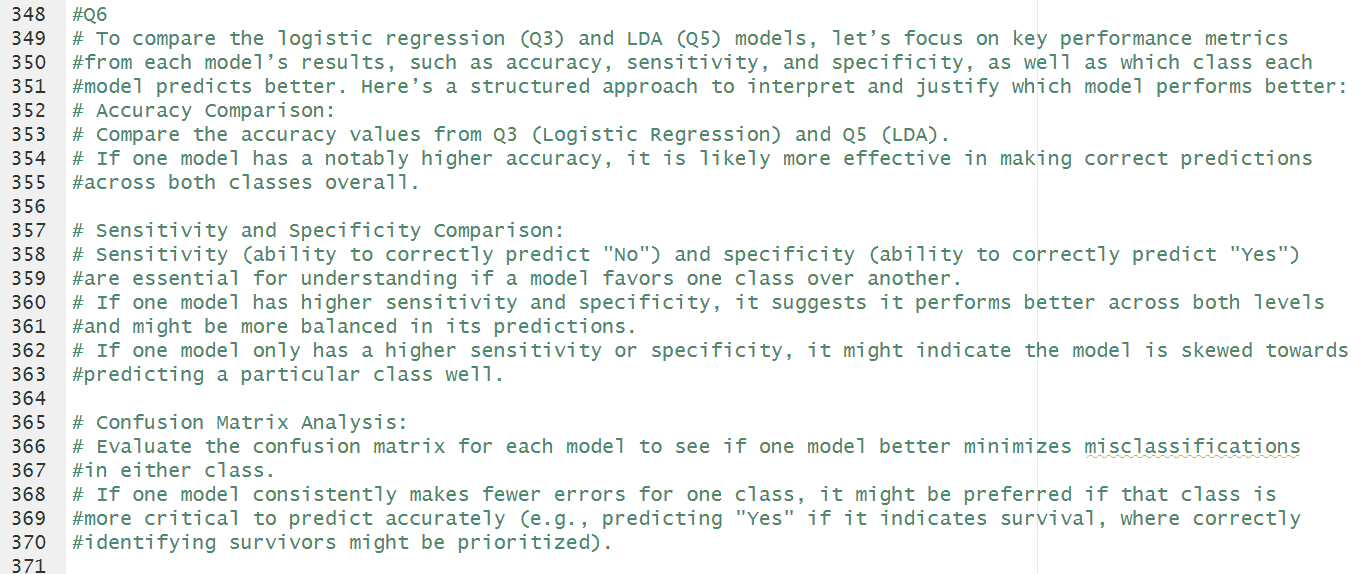 348 #Q6
349 # To compare the logistic regression (Q3) and LDA (Q5) models, let’s focus on key performance metrics
350 #from each model’s results, such as accuracy, sensitivity, and specificity, as well as which class each
351 #model predicts better. Here’s a structured approach to interpret and justify which model performs better:
352 # Accuracy Comparison:
353 # Compare the accuracy values from Q3 (Logistic Regression) and Q5 (LDA).
354 # If one model has a notably higher accuracy, it is likely more effective in making correct predictions
355 #across both classes overall.
356
357 # Sensitivity and Specificity Comparison:
358 # Sensitivity (ability to correctly predict "No") and specificity (ability to correctly predict "Yes")
359 #are essential for understanding if a model favors one class over another.
360 # If one model has higher sensitivity and specificity, it suggests it performs better across both levels
361 #and might be more balanced in its predictions.
362 # If one model only has a higher sensitivity or specificity, it might indicate the model is skewed towards
363 #predicting a particular class well.
364
365 # Confusion Matrix Analysis:
366 # Evaluate the confusion matrix for each model to see if one model better minimizes misclassifications
367 #in either class.
368 # If one model consistently makes fewer errors for one class, it might be preferred if that class is
369 #more critical to predict accurately (e.g., predicting "Yes" if it indicates survival, where correctly
370 #identifying survivors might be prioritized).
371